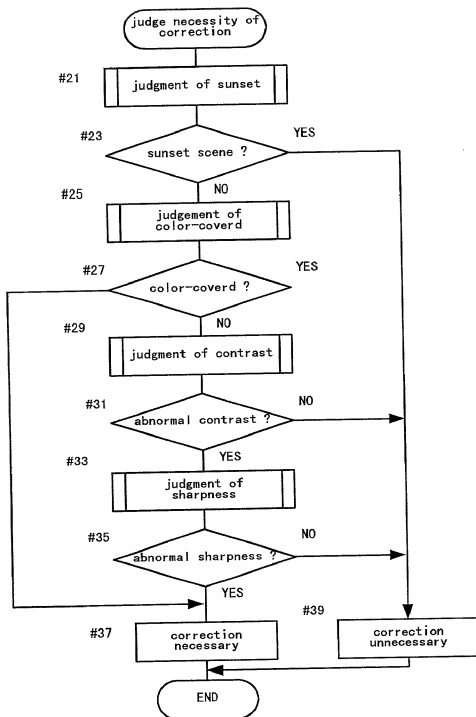 judge necessity of
correction
#21
judgment of sunset
#23
YES
sunset scene ?
NO
#25
judgement of
color-coverd
#27
YES
color-coverd ?
NO
#29
judgment of contrast
#31
NO
abnormal contrast ?
YES
#33
judgment of
sharpness
#35
NO
abnormal sharpness ?
YES
#37
correction
necessary
#39
correction
unnecessary
END